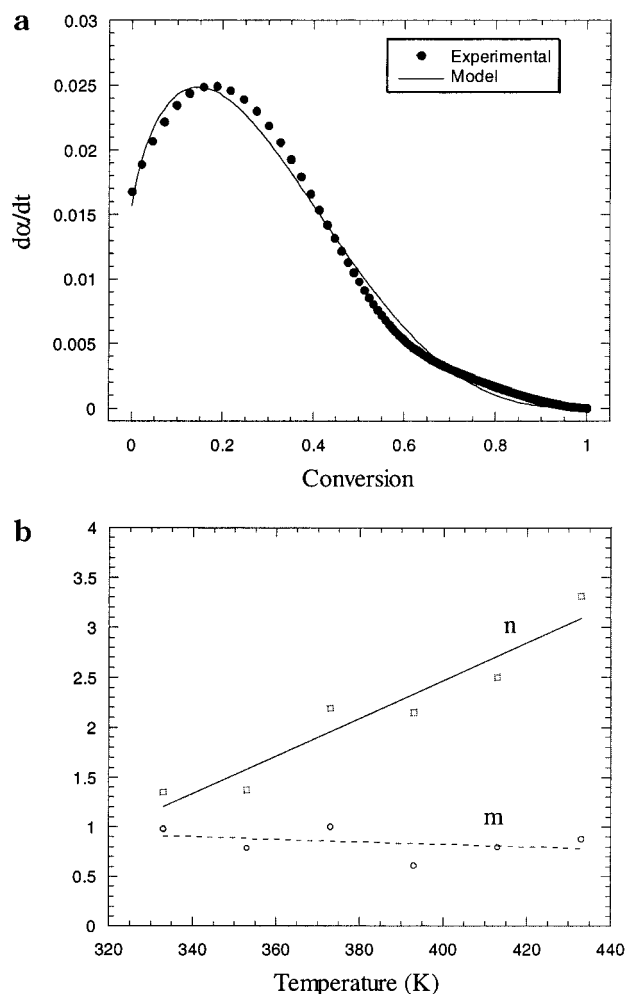 a
0.03
0.025
0.02
0.015
0.01
0.005
0
dα/dt
Experimental
Model
0 0.2 0.4 0.6 0.8 1
Conversion
b
4
3.5
3
2.5
2
1.5
1
0.5
0
n
m
320 340 360 380 400 420 440
Temperature (K)